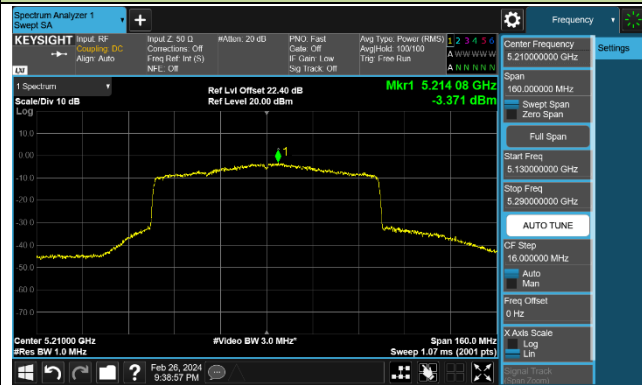 Spectrum Analyzer 1
Swept SA
+
Frequency
KEYSIGHT
Input: RF
Coupling: DC
Align: Auto
Input Z: 50 Ω
Corrections: Off
Freq Ref: Int (S)
NFE: Off
#Atten: 20 dB
PNO: Fast
Gate: Off
IF Gain: Low
Sig Track: Off
Avg Type: Power (RMS)
Avg|Hold: 100/100
Trig: Free Run
1 2 3 4 5 6
A W W W W W
A N N N N N
LXI
1 Spectrum
Scale/Div 10 dB
Log
Ref Lvl Offset 22.40 dB
Ref Level 20.00 dBm
Mkr1 5.214 08 GHz
-3.371 dBm
1
10.0
0.00
-10.0
-20.0
-30.0
-40.0
-50.0
-60.0
-70.0
Center 5.21000 GHz
#Res BW 1.0 MHz
#Video BW 3.0 MHz*
Span 160.0 MHz
Sweep 1.07 ms (2001 pts)
Feb 26, 2024
9:38:57 PM
?
Center Frequency
5.210000000 GHz
Span
160.000000 MHz
Swept Span
Zero Span
Full Span
Start Freq
5.130000000 GHz
Stop Freq
5.290000000 GHz
AUTO TUNE
CF Step
16.000000 MHz
Auto
Man
Freq Offset
0 Hz
X Axis Scale
Log
Lin
Signal Track
(Span Zoom)
Settings